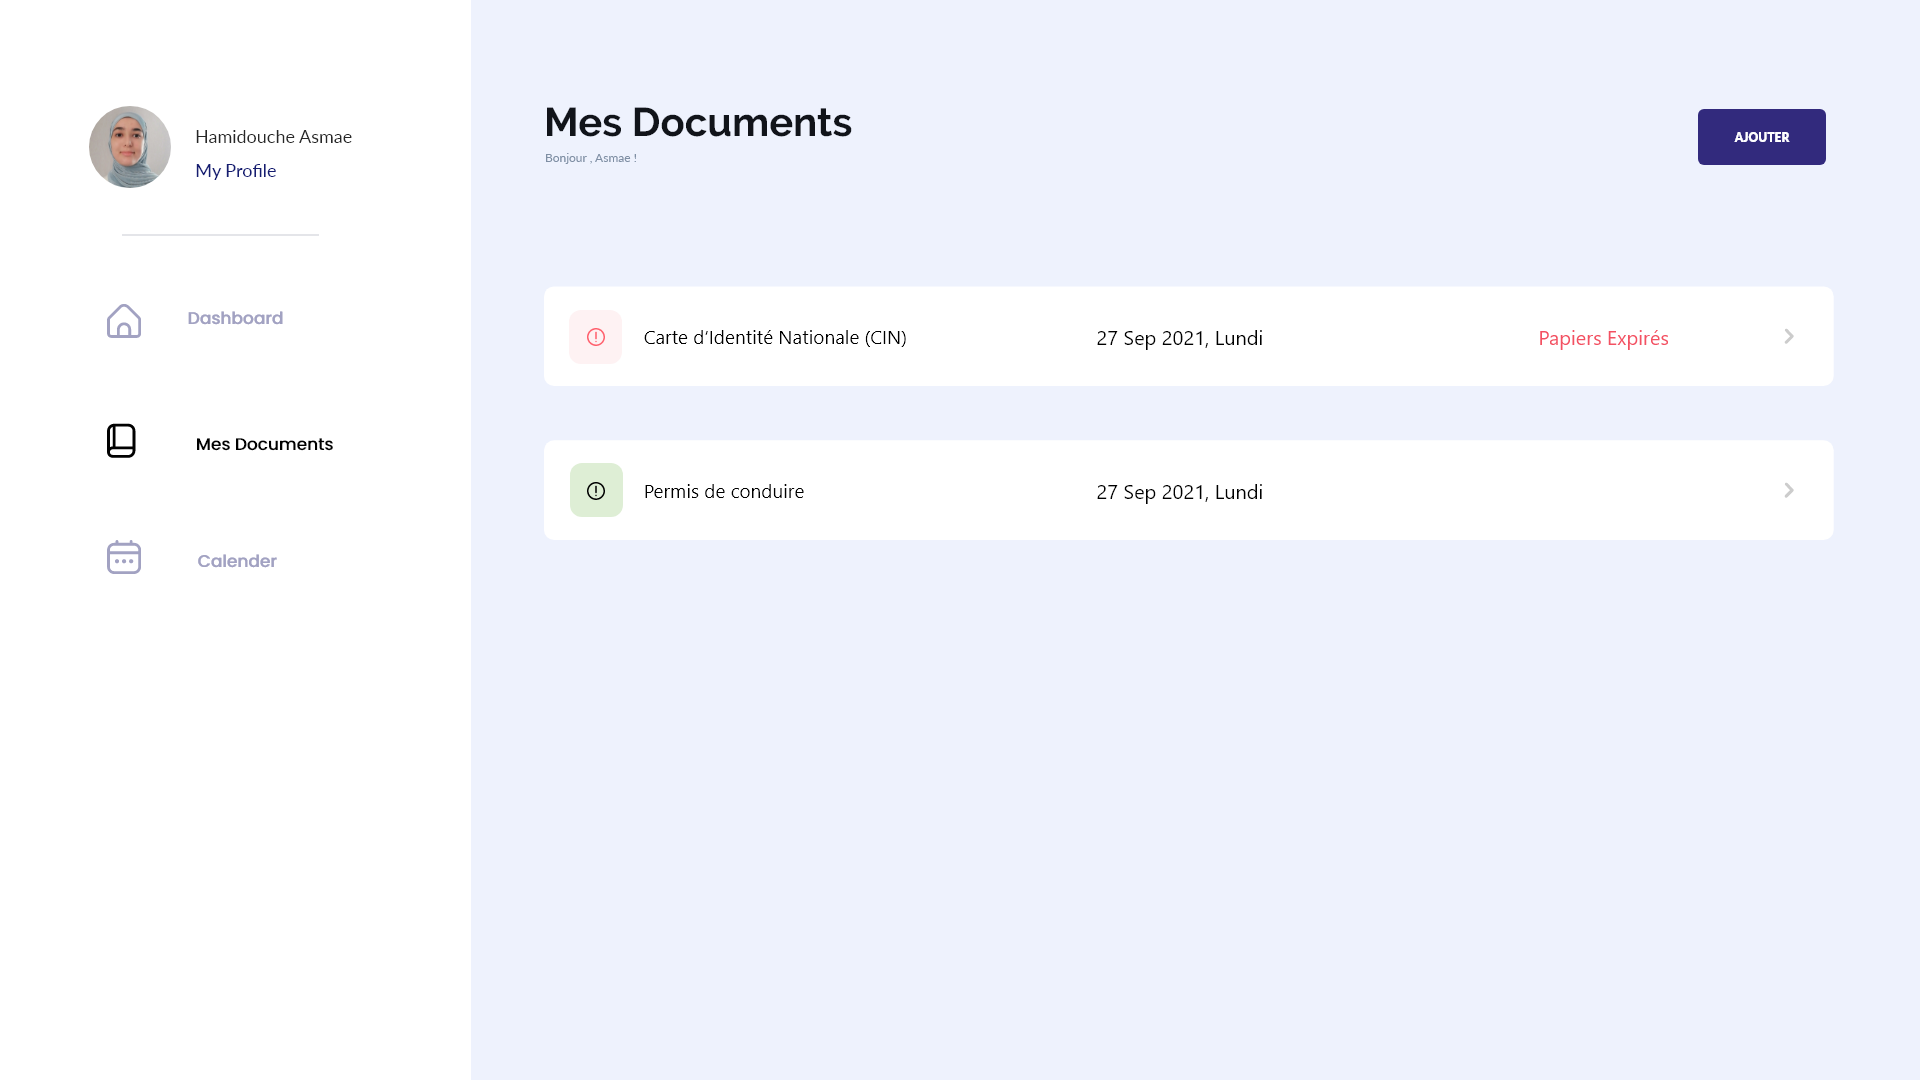 Hamidouche Asmae
My Profile
Dashboard
Mes Documents
Calender
Mes Documents
Bonjour , Asmae !
AJOUTER
Carte d'Identité Nationale (CIN) 27 Sep 2021, Lundi Papiers Expirés
Permis de conduire 27 Sep 2021, Lundi